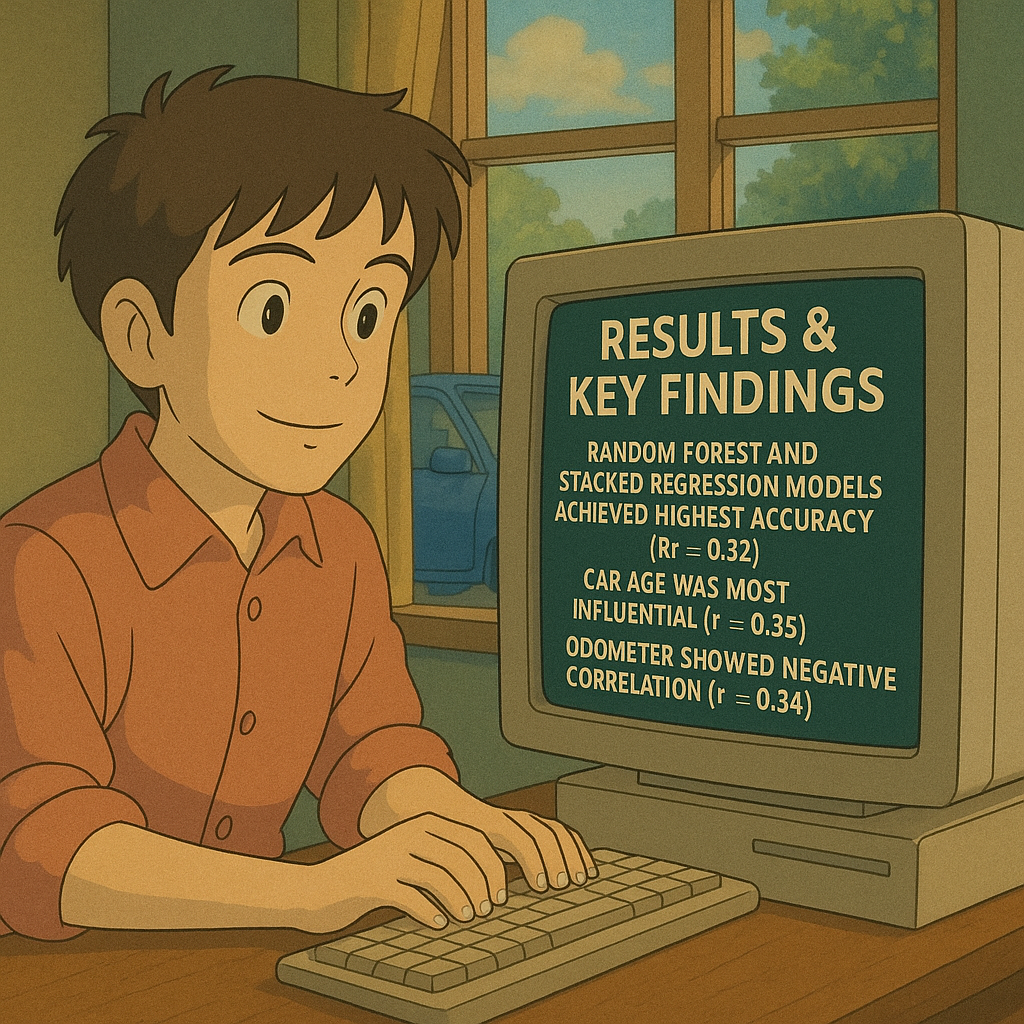 RESULTS &
KEY FINDINGS
RANDOM FOREST AND
STACKED REGRESSION MODELS
ACHIEVED HIGHEST ACCURACY
(Rr = 0.32)
CAR AGE WAS MOST
INFLUENTIAL (r = 0.35)
ODOMETER SHOWED NEGATIVE
CORRELATION (r = 0.34)